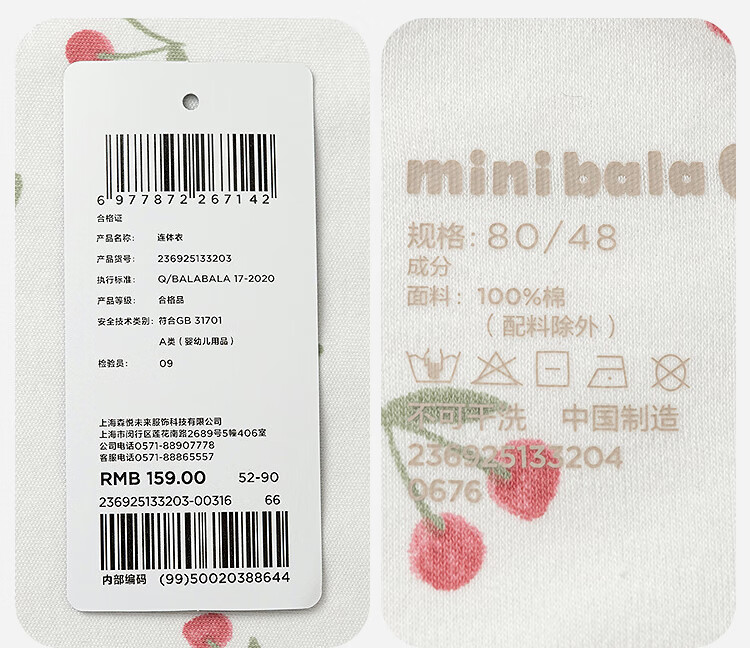 6 977872 267142
合格证
产品名称: 连体衣
产品货号: 236925133203
执行标准: Q/BALABALA 17-2020
产品等级: 合格品
安全技术类别: 符合GB 31701
A类 (婴幼儿用品)
检验员: 09
上海森悦未来服饰科技有限公司
上海市闵行区莲花南路2689号5幢406室
公司电话0571-88907778
客服电话0571-88865557
RMB 159.00 52-90
236925133203-00316 66
内部编码 (99)50020388644
mini bala
规格: 80/48
成分
面料: 100%棉
(配料除外)
不可干洗 中国制造
236925133204
0676